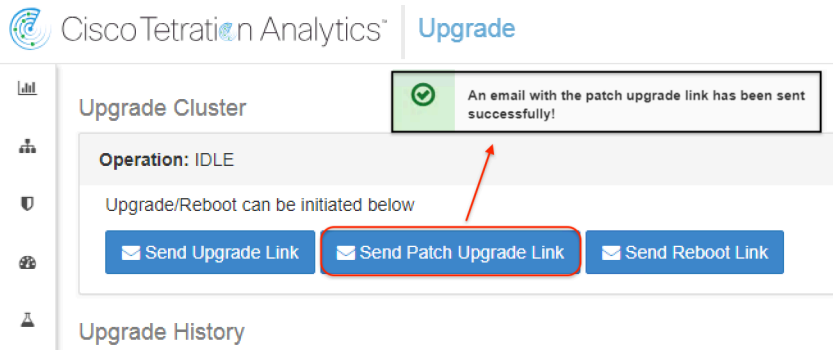 Cisco Tetration Analytics™ Upgrade
An email with the patch upgrade link has been sent
successfully!
Upgrade Cluster
Operation: IDLE
Upgrade/Reboot can be initiated below
Send Upgrade Link Send Patch Upgrade Link Send Reboot Link
Upgrade History